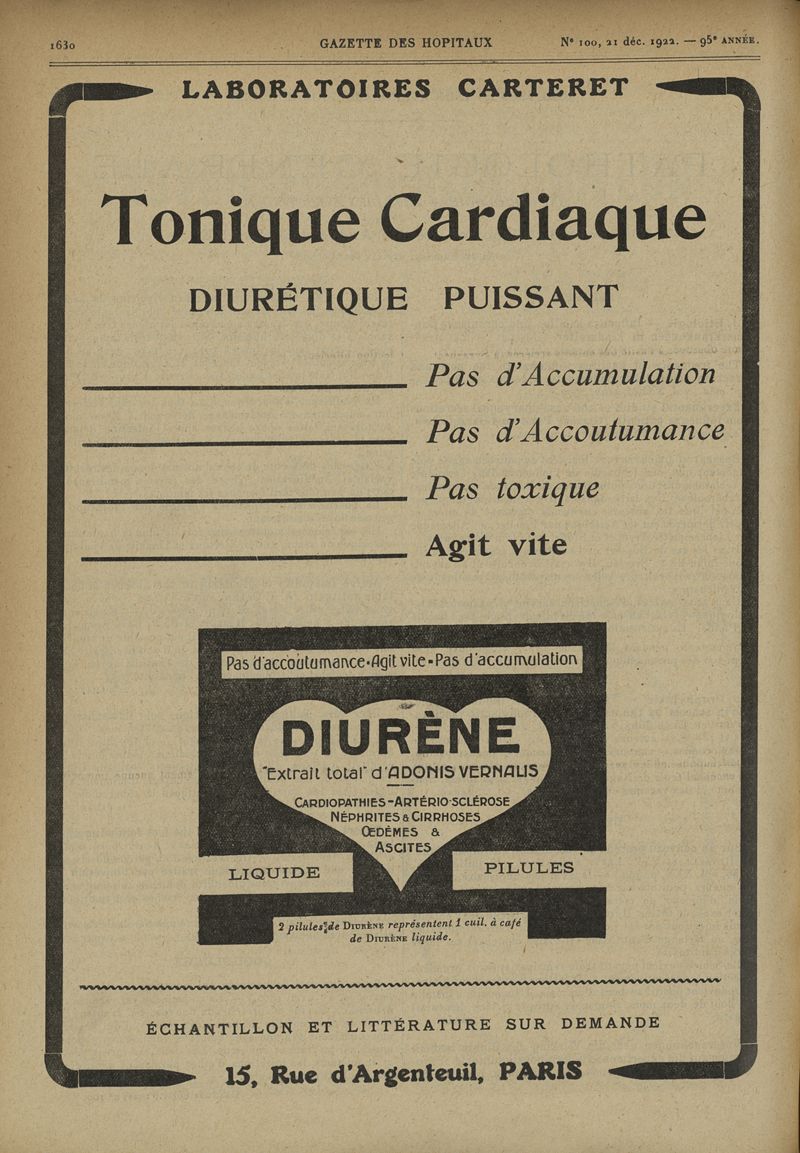 1630
GAZETTE DES HOPITAUX
N° 100, 21 déc. 1922. — 95e ANNÉE.
LABORATOIRES CARTERET
Tonique Cardiaque
DIURÉTIQUE PUISSANT
Pas d'Accumulation
Pas d'Accoutumance
Pas toxique
Agit vite
Pas d'accoutumance-Agit vite-Pas d'accumulation
DIURÈNE
"Extrait total" d'ADONIS VERNALIS
CARDIOPATHIES-ARTÉRIO-SCLÉROSE
NÉPHRITES & CIRRHOSES
ŒDÈMES &
ASCITES
LIQUIDE
PILULES
2 pilules de DIURÈNE représentent 1 cuil. à café
de DIURÈNE liquide.
ÉCHANTILLON ET LITTÉRATURE SUR DEMANDE
15, Rue d'Argenteuil, PARIS